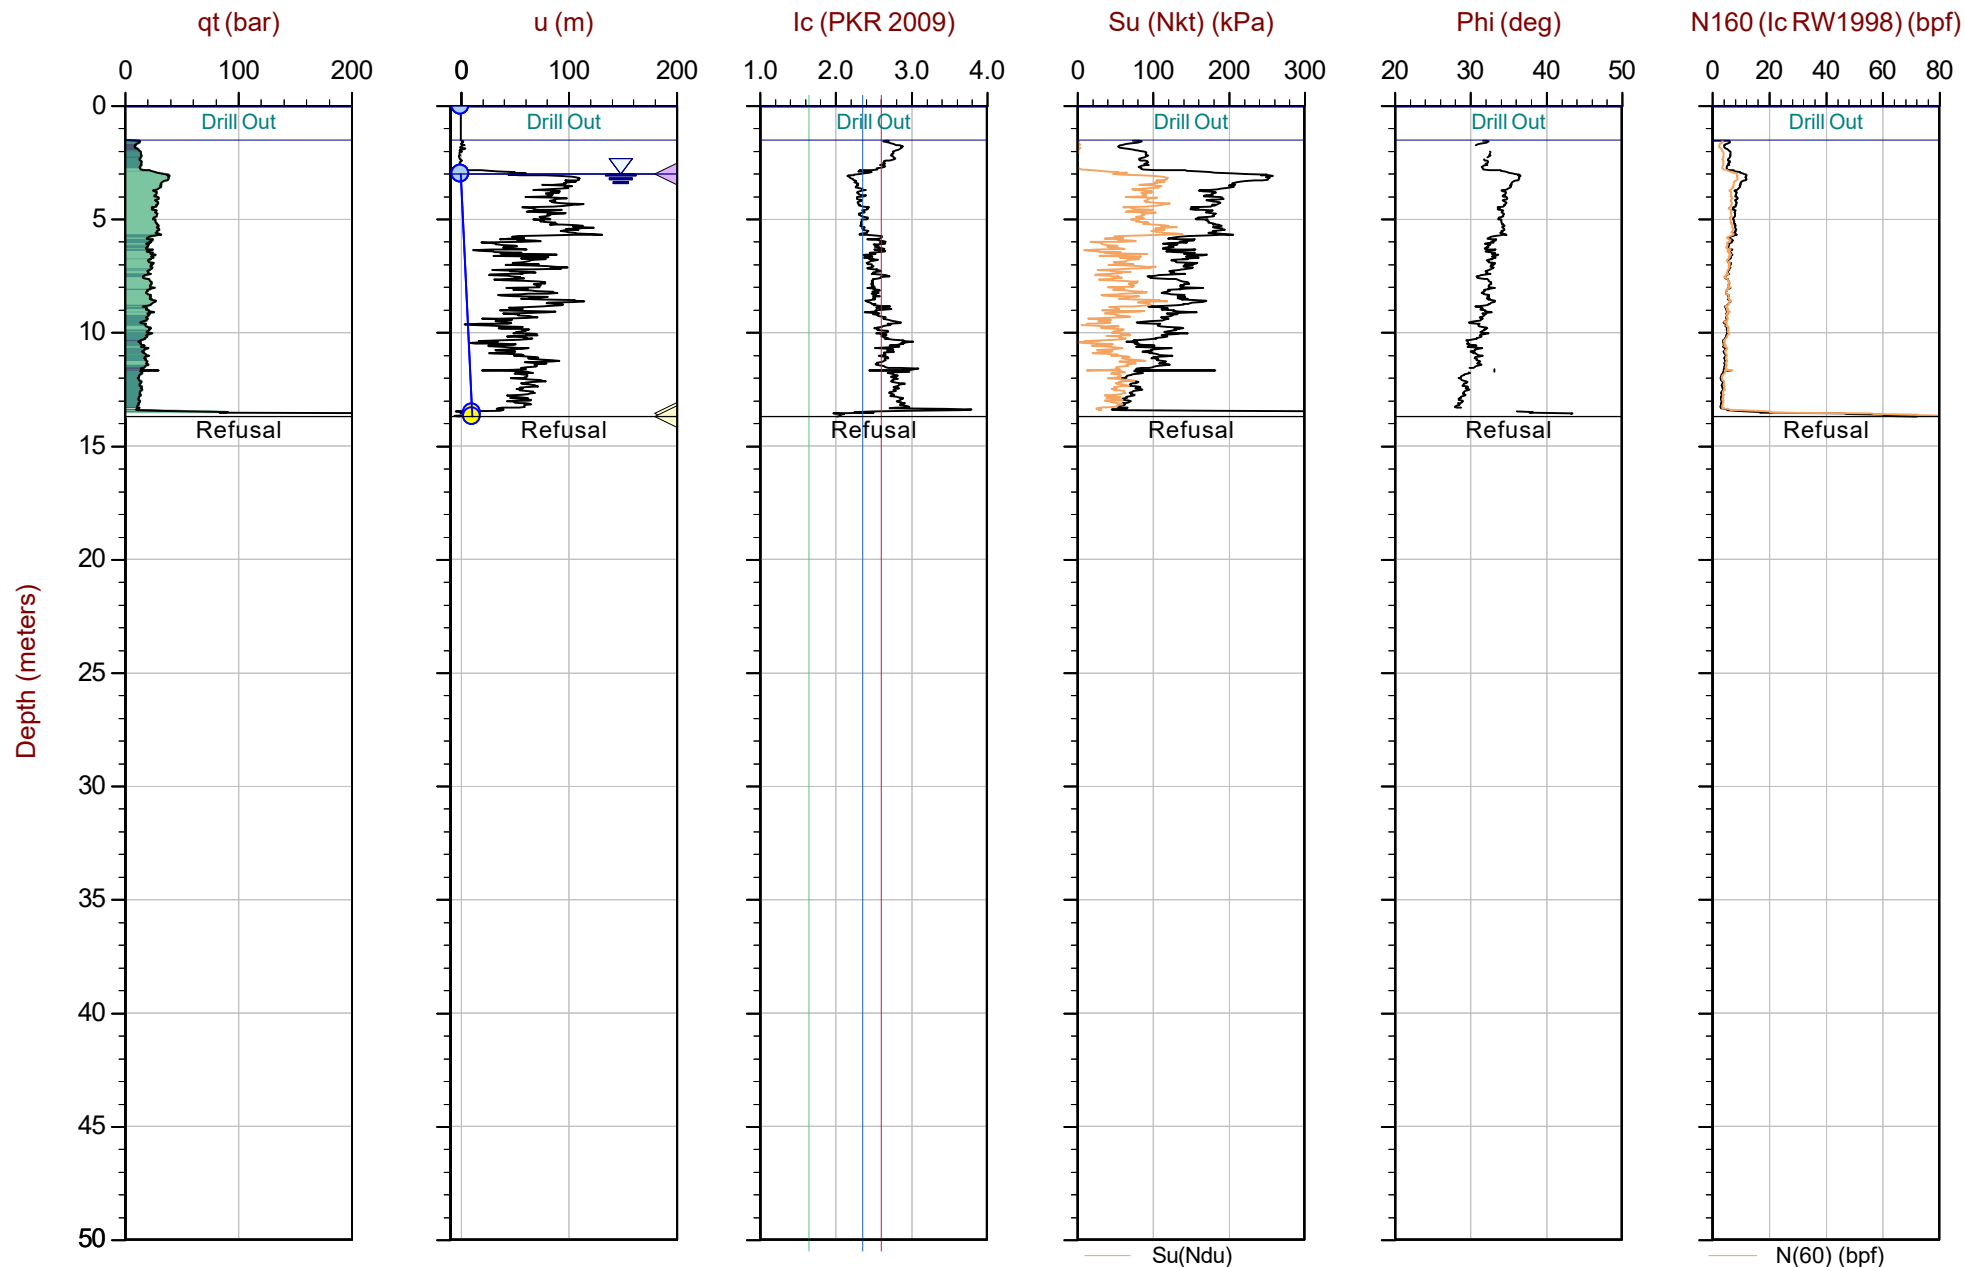 qt (bar) u (m) Ic (PKR 2009) Su (Nkt) (kPa) Phi (deg) N160 (Ic RW1998) (bpf)
0 100 200 0 100 200 1.0 2.0 3.0 4.0 0 100 200 300 20 30 40 50 0 20 40 60 80
0
Drill Out Drill Out Drill Out Drill Out Drill Out Drill Out
5
10
Refusal Refusal Refusal Refusal Refusal Refusal
15
20
25
30
35
40
45
50
Depth (meters)
Su(Ndu) N(60) (bpf)